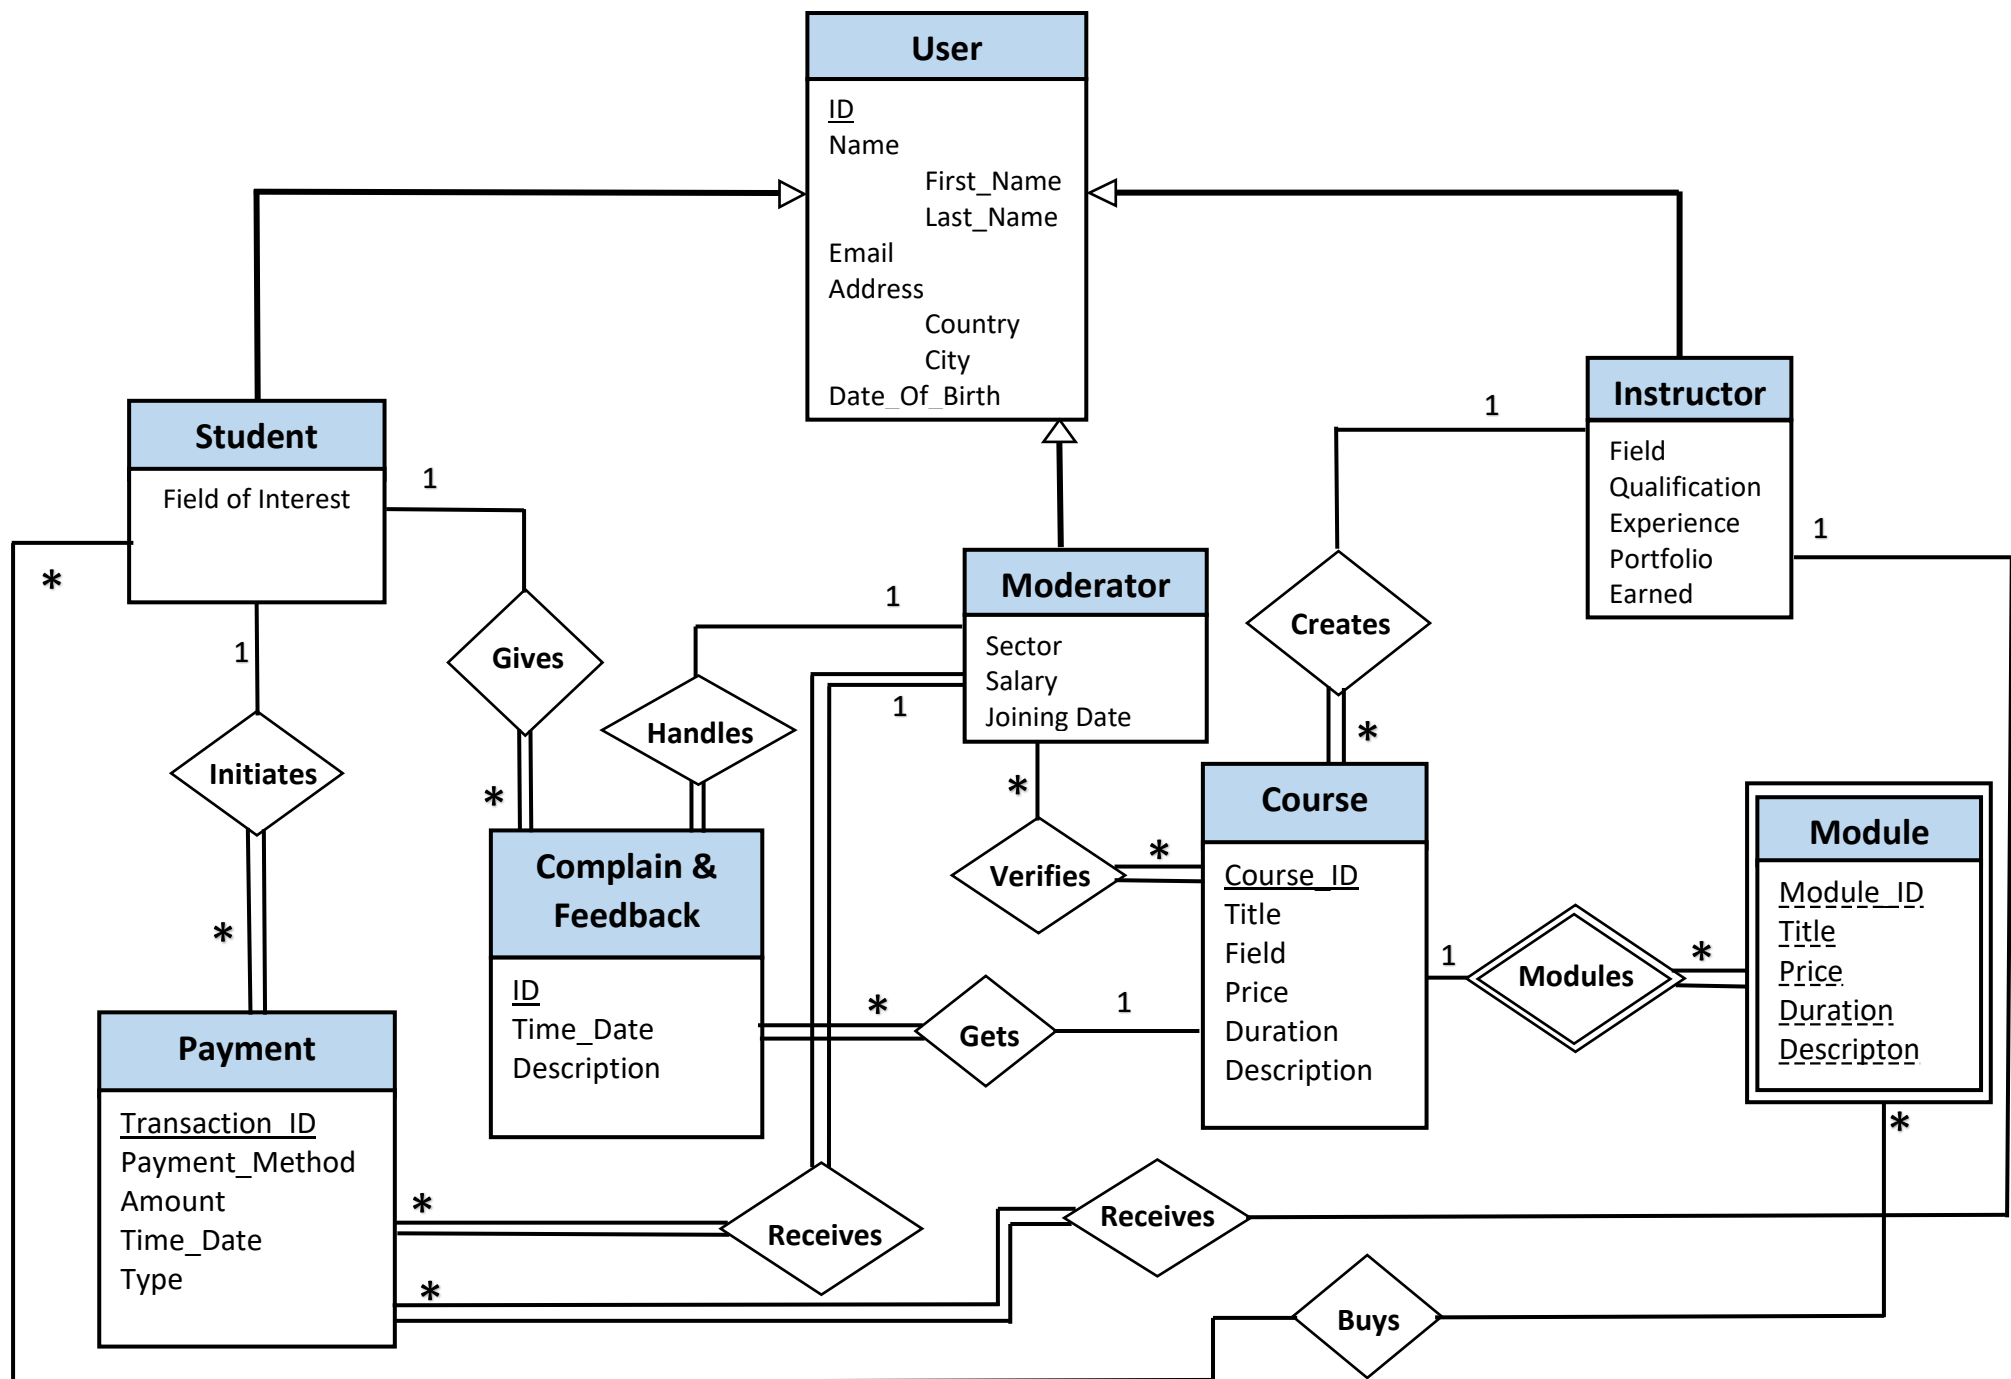 User
ID
Name
First_Name
Last_Name
Email
Address
Country
City
Date_Of_Birth
Student
Field of Interest
Instructor
Field
Qualification
Experience
Portfolio
Earned
1
1
1
*
1
Moderator
Sector
Salary
Joining Date
1
1
Creates
Gives
Handles
Initiates
*
*
*
*
*
Verifies
Complain &
Feedback
ID
Time_Date
Description
Course
Course_ID
Title
Field
Price
Duration
Description
Module
Module_ID
Title
Price
Duration
Descripton
1
Modules
*
*
Gets
1
Payment
Transaction_ID
Payment_Method
Amount
Time_Date
Type
*
*
Receives
Receives
*
Buys